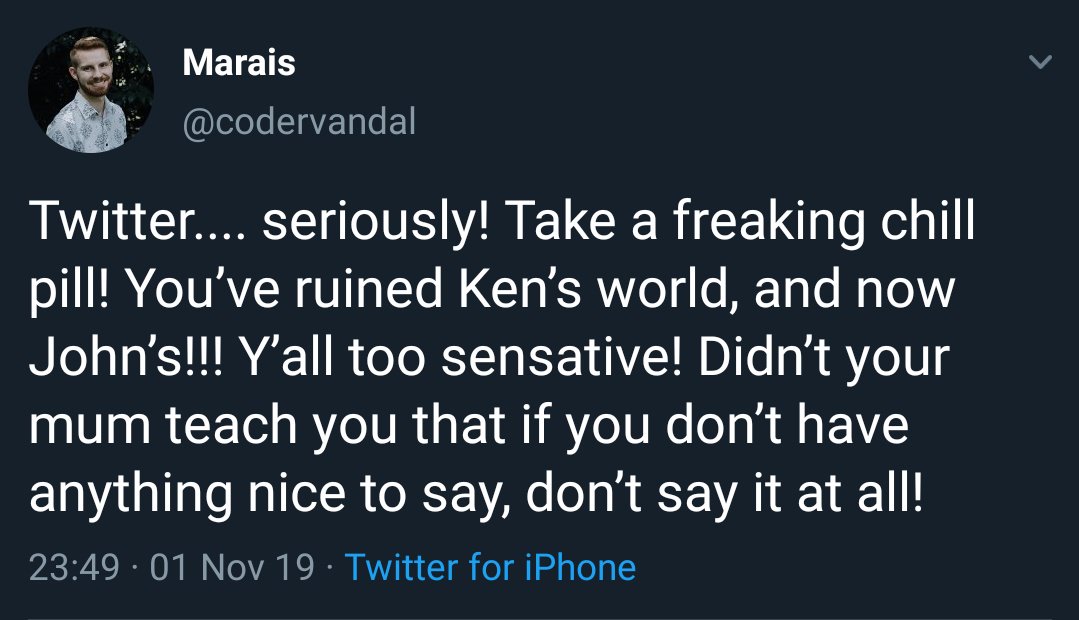 Marais
@codervandal
Twitter.... seriously! Take a freaking chill
pill! You’ve ruined Ken’s world, and now
John’s!!! Y’all too sensative! Didn’t your
mum teach you that if you don’t have
anything nice to say, don’t say it at all!
23:49 · 01 Nov 19 · Twitter for iPhone